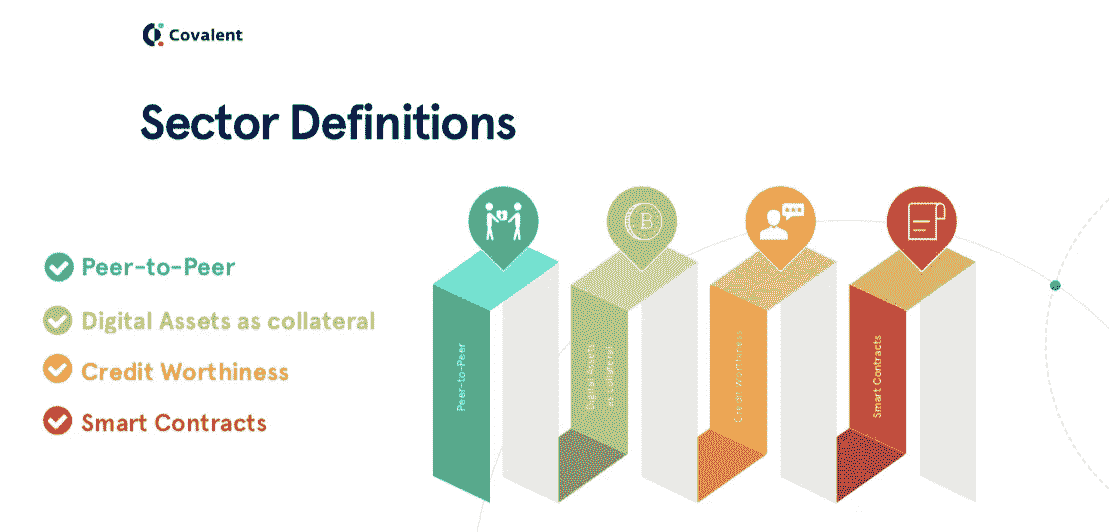 Covalent
Sector Definitions
Peer-to-Peer
Digital Assets as collateral
Credit Worthiness
Smart Contracts
Peer-to-Peer
Digital Assets
as collateral
Credit Worthiness
Smart Contracts
B